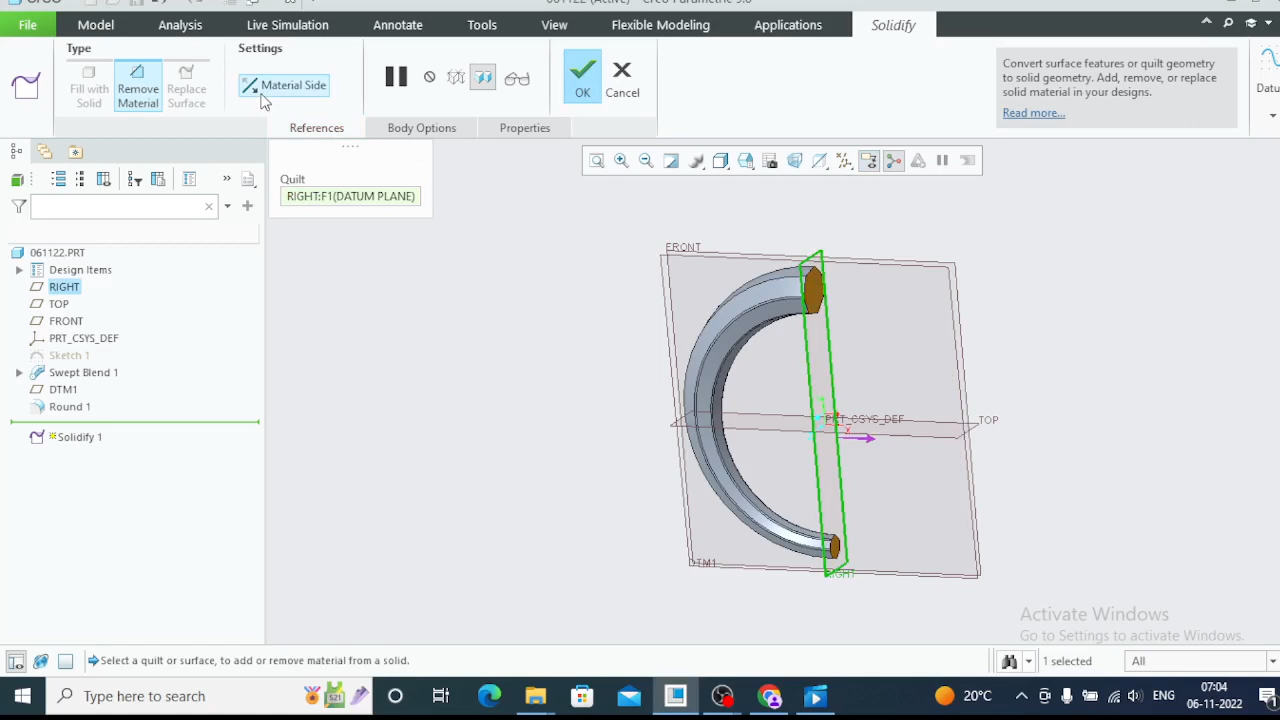 File
Model
Analysis
Live Simulation
Annotate
Tools
View
Flexible Modeling
Applications
Solidify
Type
Settings
Fill with
Solid
Remove
Material
Replace
Surface
Material Side
OK
Cancel
Convert surface features or quilt geometry
to solid geometry. Add, remove, or replace
solid material in your designs.
Read more...
Datu
References
Body Options
Properties
Quilt
RIGHT:F1(DATUM PLANE)
061122.PRT
Design Items
RIGHT
TOP
FRONT
PRT_CSYS_DEF
Sketch 1
Swept Blend 1
DTM1
Round 1
Solidify 1
FRONT
PRT_CSYS_DEF
TOP
DTM1
RIGHT
Activate Windows
Go to Settings to activate Windows.
Select a quilt or surface, to add or remove material from a solid.
1 selected
All
Type here to search
20°C
ENG
07:04
06-11-2022